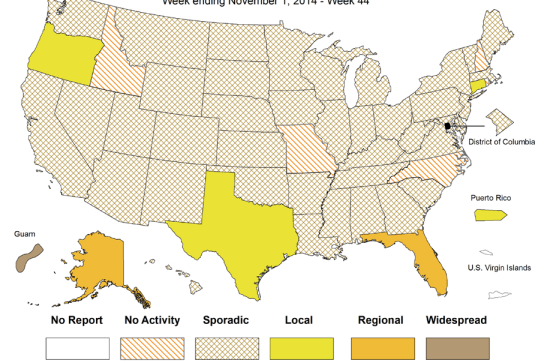 Week ending November 1, 2014 - Week 44
District of Columbia
Puerto Rico
Guam
U.S. Virgin Islands
No Report No Activity Sporadic Local Regional Widespread